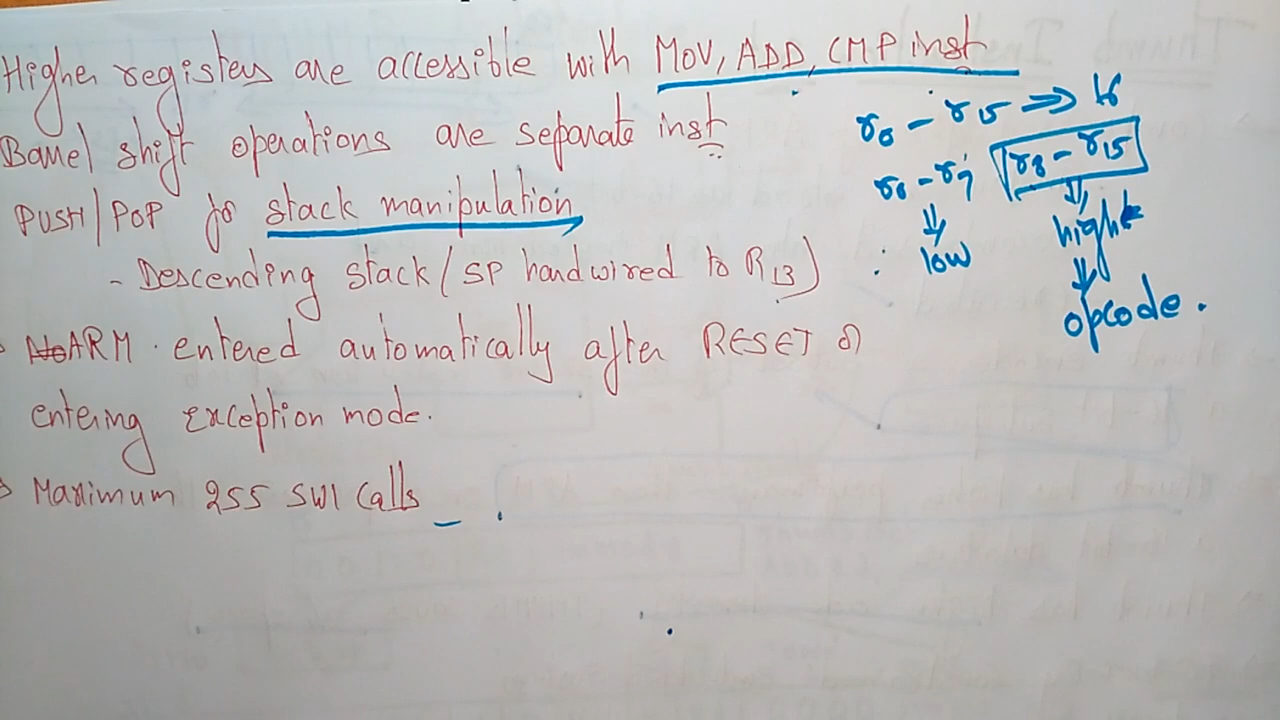 Higher registers are accessible with MOV, ADD, CMP inst
Barrel shift operations are separate inst
PUSH/POP for stack manipulation
- Descending stack (SP hardwired to R13)
ARM entered automatically after RESET or
entering exception mode.
Maximum 255 SWI calls
r0 - r15 ⇒ 16
r0 - r7 r8 - r15
⇓ ⇓
low high
⇓
opcode.